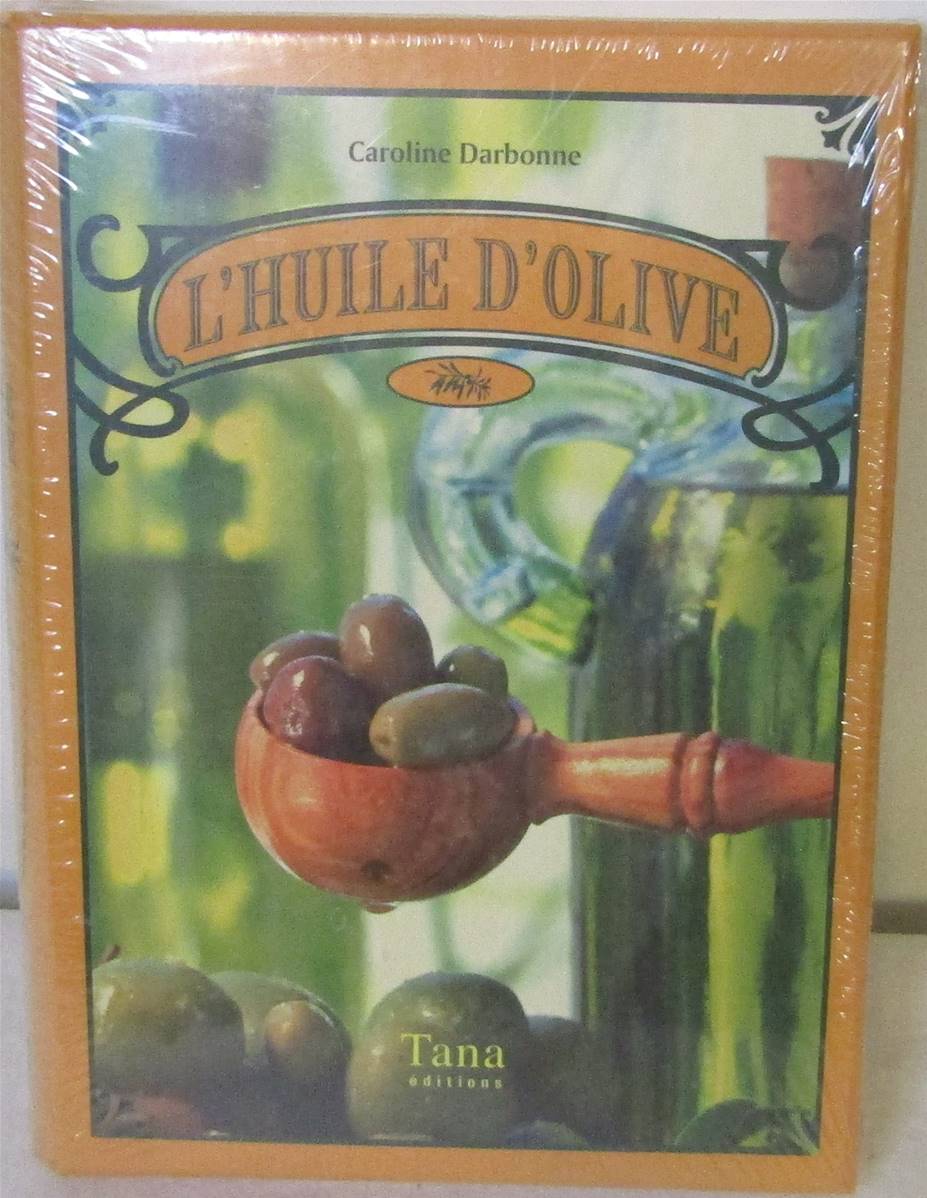 Caroline Darbonne
L'HUILE D'OLIVE
Tana
éditions